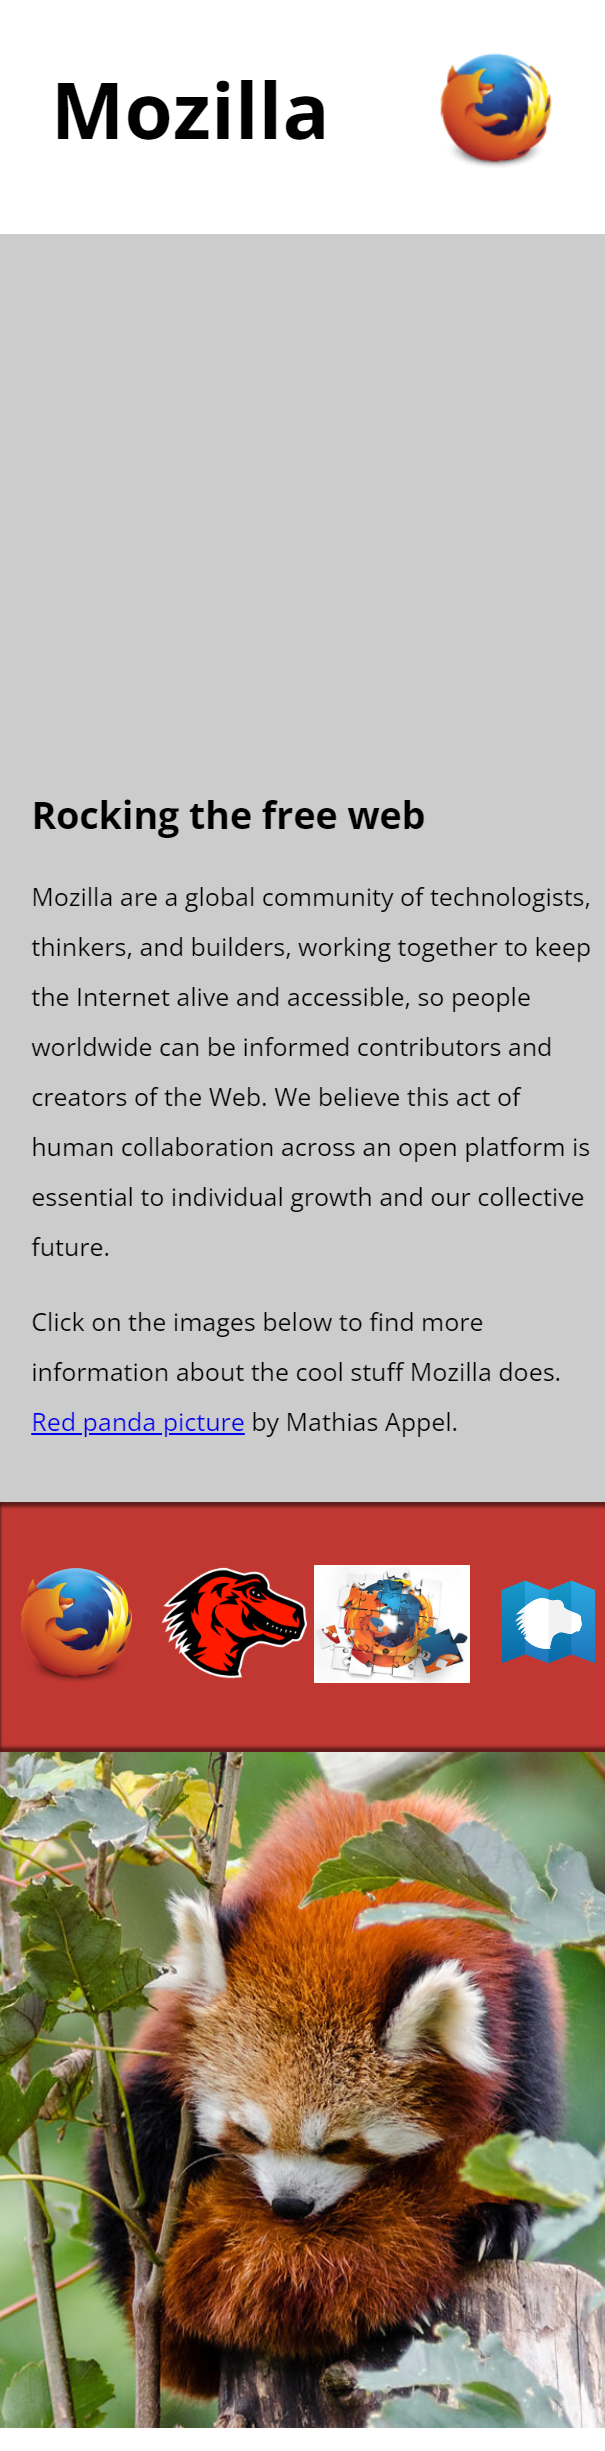 Mozilla
Rocking the free web
Mozilla are a global community of technologists,
thinkers, and builders, working together to keep
the Internet alive and accessible, so people
worldwide can be informed contributors and
creators of the Web. We believe this act of
human collaboration across an open platform is
essential to individual growth and our collective
future.
Click on the images below to find more
information about the cool stuff Mozilla does.
Red panda picture by Mathias Appel.